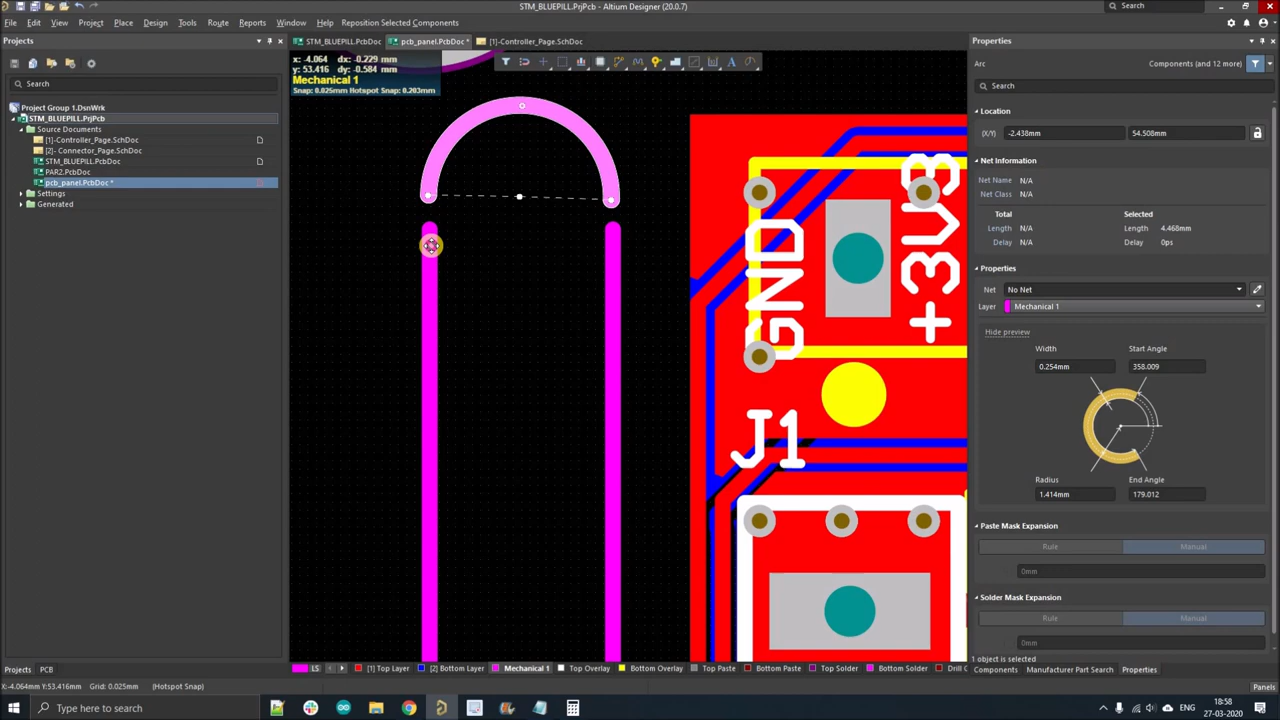 STM_BLUEPILL.PrjPcb - Altium Designer (20.0.7)
Search
File Edit View Project Place Design Tools Route Reports Window Help Reposition Selected Components
Projects
STM_BLUEPILL.PcbDoc pcb_panel.PcbDoc * [1]-Controller_Page.SchDoc
Search
Project Group 1.DsnWrk
STM_BLUEPILL.PrjPcb
Source Documents
[1]-Controller_Page.SchDoc
[2]- Connector_Page.SchDoc
STM_BLUEPILL.PcbDoc
PAR2.PcbDoc
pcb_panel.PcbDoc *
Settings
Generated
x: -4.064 dx: -0.229 mm
y: 53.416 dy: -0.584 mm
Mechanical 1
Snap: 0.025mm Hotspot Snap: 0.203mm
GND
+3V3
J1
Properties
Arc Components (and 12 more)
Search
Location
(X/Y) -2.438mm 54.508mm
Net Information
Net Name N/A
Net Class N/A
Total Selected
Length N/A Length 4.468mm
Delay N/A Delay 0ps
Properties
Net No Net
Layer Mechanical 1
Hide preview
Width Start Angle
0.254mm 358.009
Radius End Angle
1.414mm 179.012
Paste Mask Expansion
Rule Manual
0mm
Solder Mask Expansion
Rule Manual
0mm
1 object is selected
Projects PCB
LS [1] Top Layer [2] Bottom Layer Mechanical 1 Top Overlay Bottom Overlay Top Paste Bottom Paste Top Solder Bottom Solder Drill
Components Manufacturer Part Search Properties
X:-4.064mm Y:53.416mm Grid: 0.025mm (Hotspot Snap)
Panels
Type here to search
ENG
18:58
27-03-2020